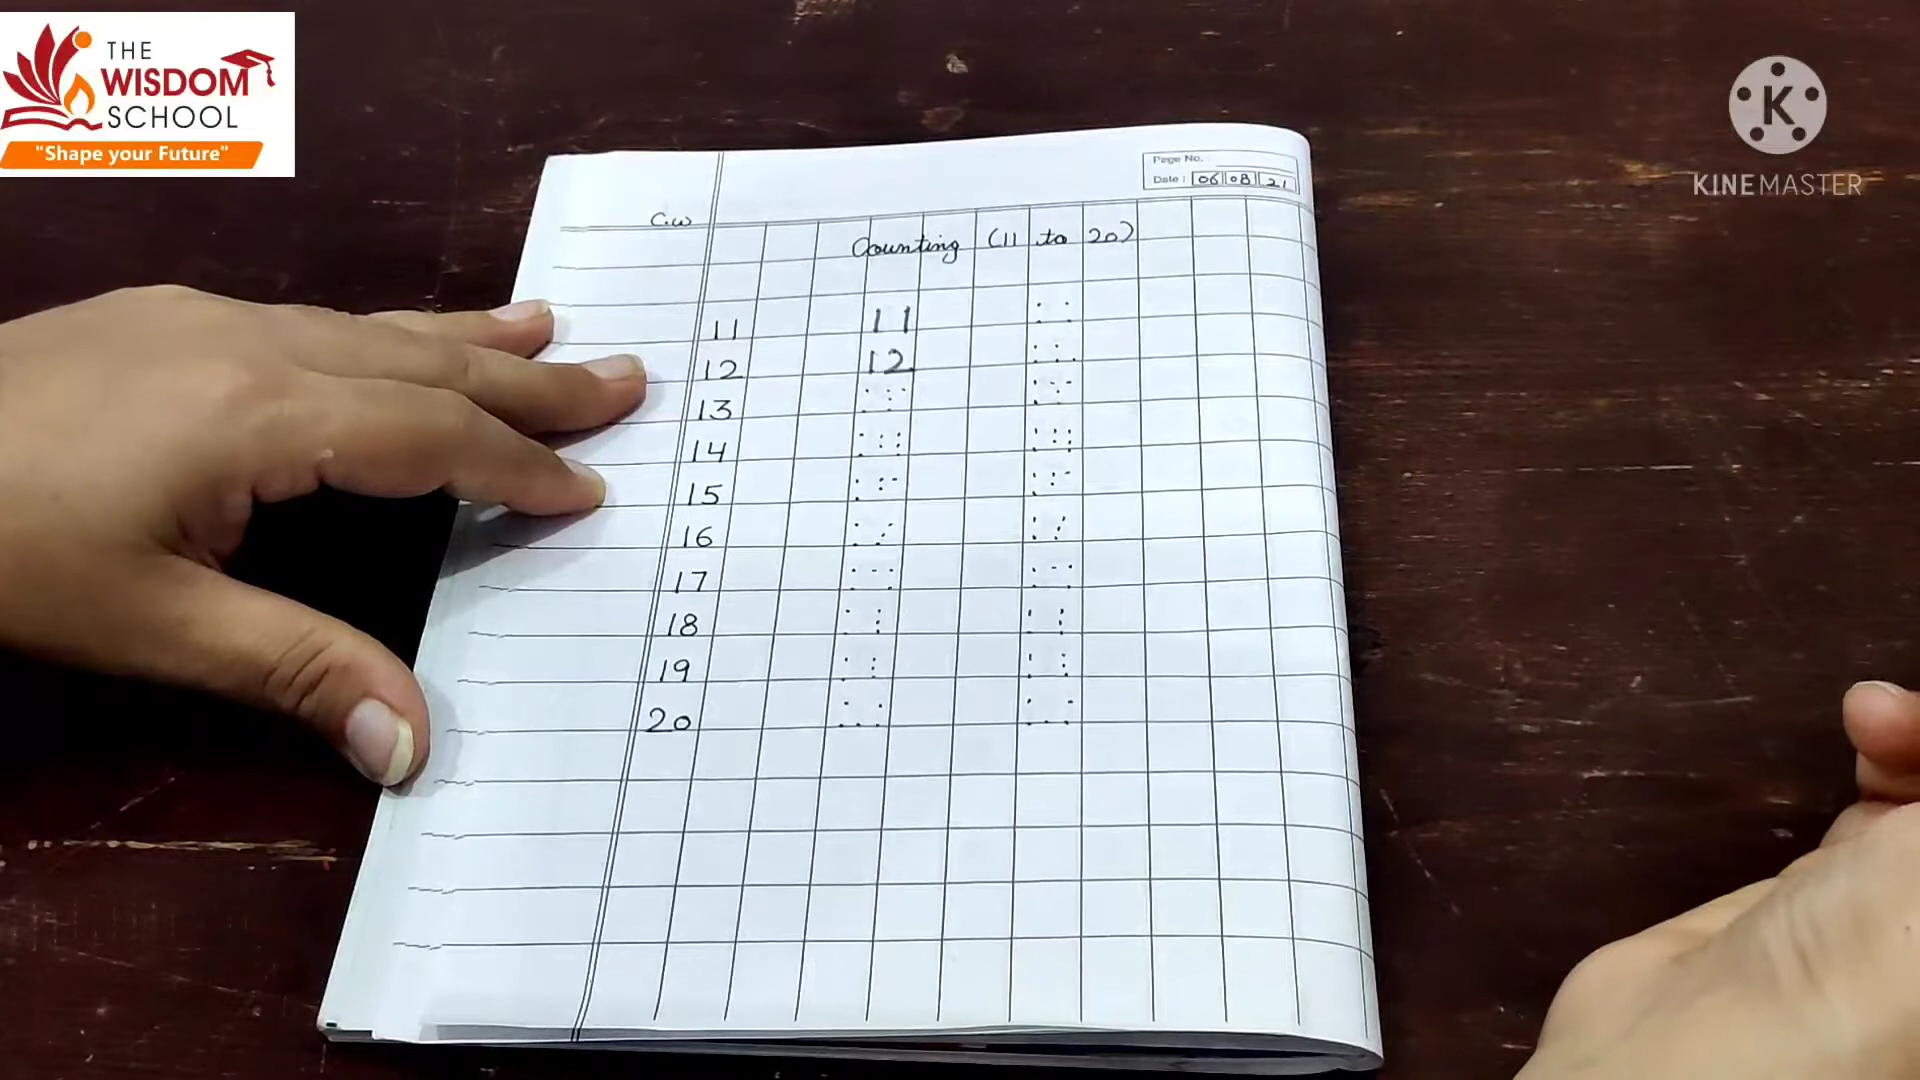 THE
WISDOM
SCHOOL
"Shape your Future"
K
KINEMASTER
Page No.
Date : 06 08 21
C.W
Counting (11 to 20)
11 11
12 12
13
14
15
16
17
18
19
20